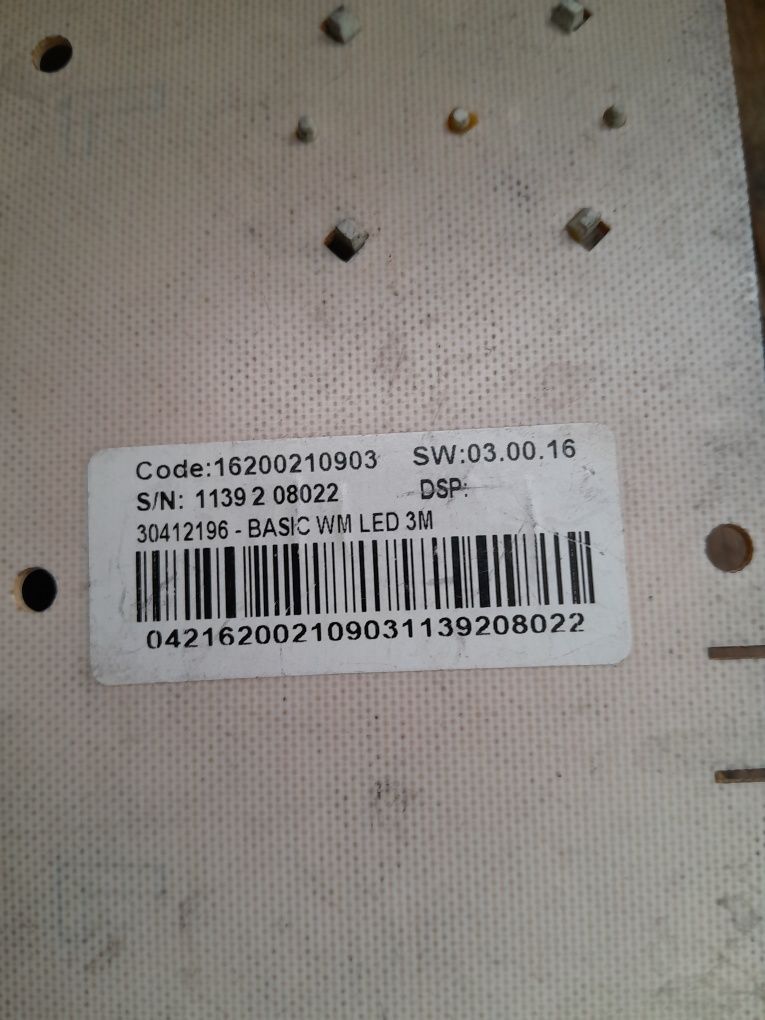 Code:16200210903 SW:03.00.16
S/N: 1139 2 08022 DSP:
30412196 - BASIC WM LED 3M
042162002109031139208022